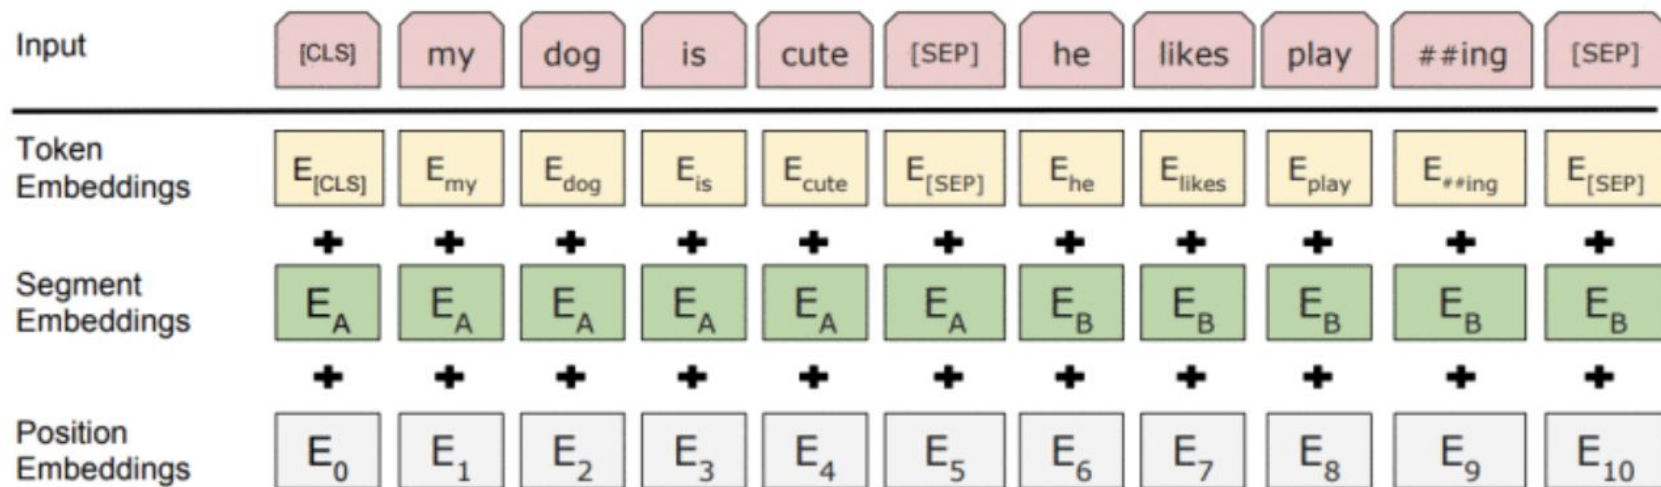 Input [CLS] my dog is cute [SEP] he likes play ##ing [SEP]
Token
Embeddings E[CLS] Emy Edog Eis Ecute E[SEP] Ehe Elikes Eplay E##ing E[SEP]
+ + + + + + + + + + +
Segment
Embeddings EA EA EA EA EA EA EB EB EB EB EB
+ + + + + + + + + + +
Position
Embeddings E0 E1 E2 E3 E4 E5 E6 E7 E8 E9 E10